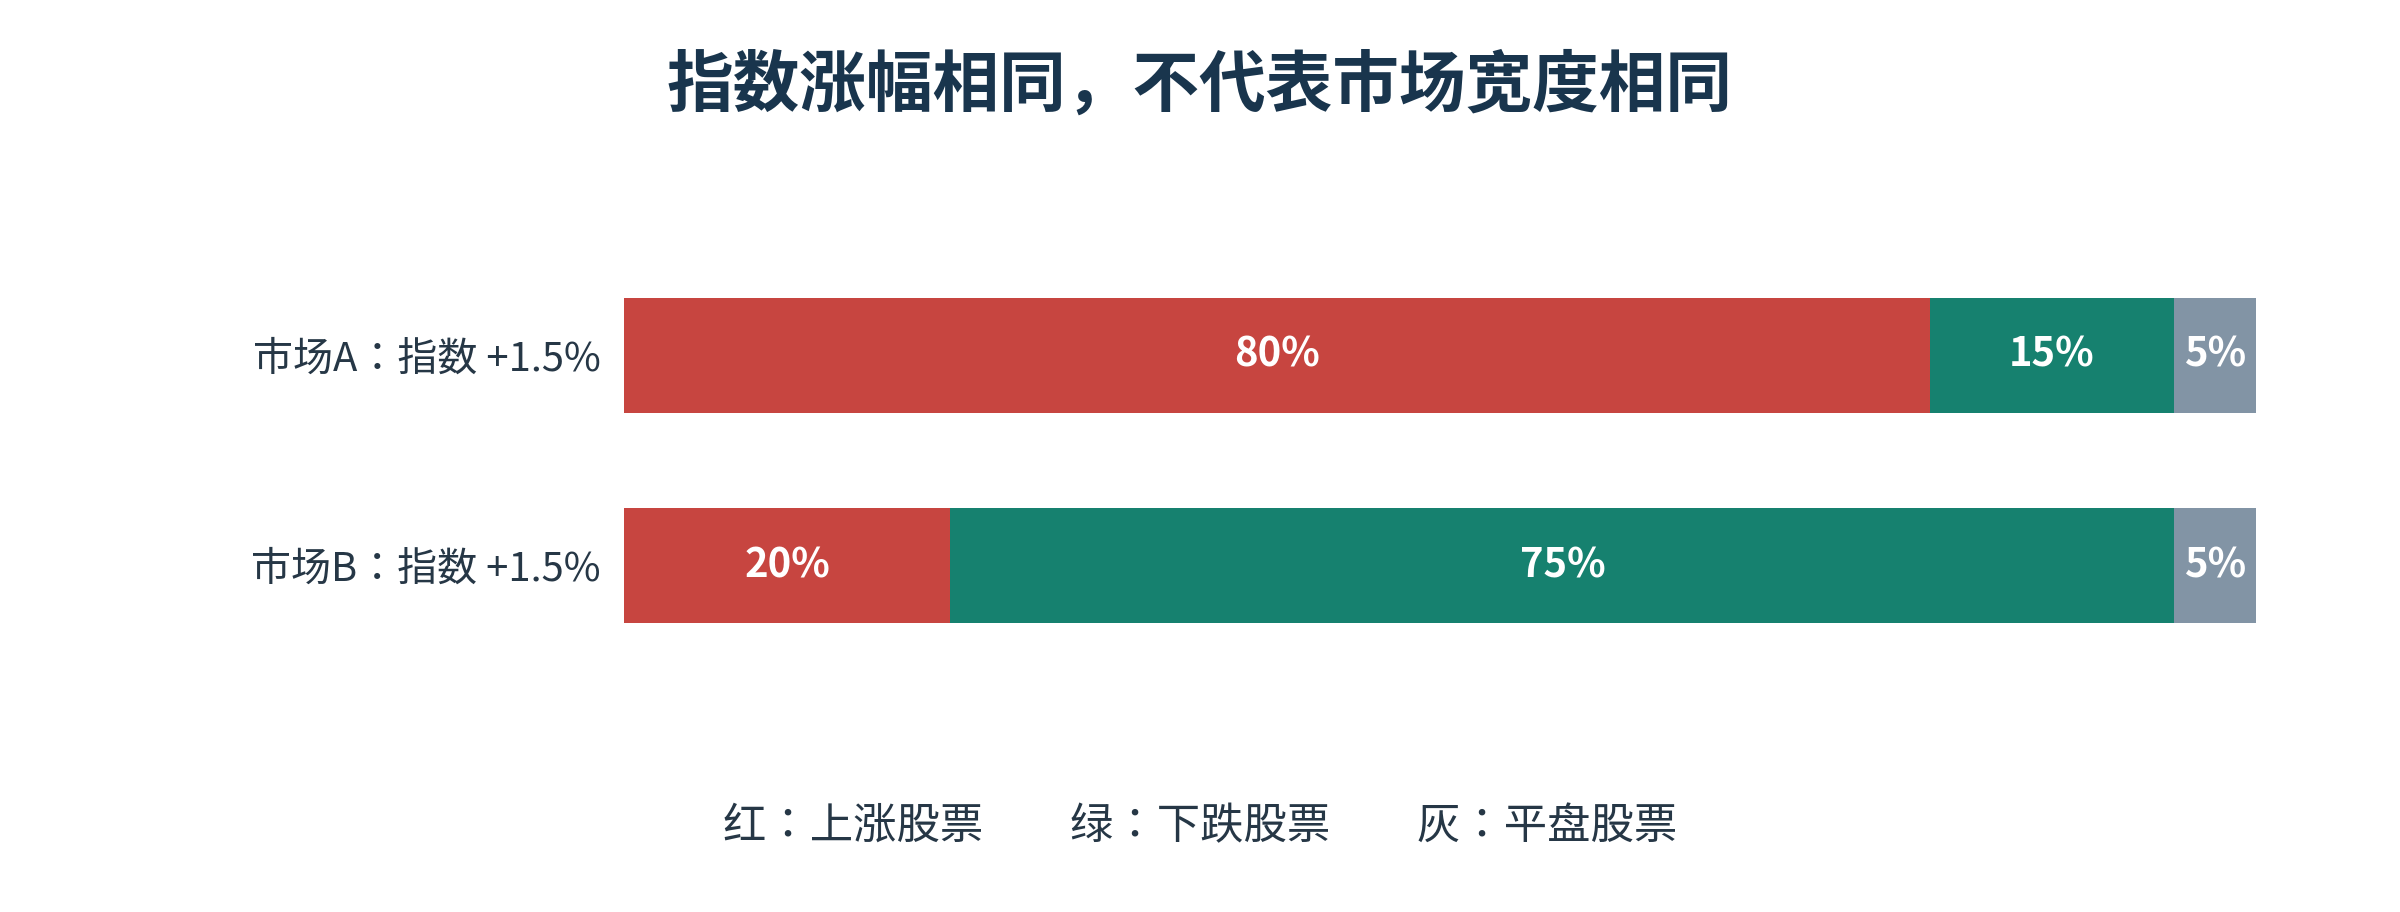 指数涨幅相同，不代表市场宽度相同
市场A：指数 +1.5% 80% 15% 5%
市场B：指数 +1.5% 20% 75% 5%
红：上涨股票 绿：下跌股票 灰：平盘股票